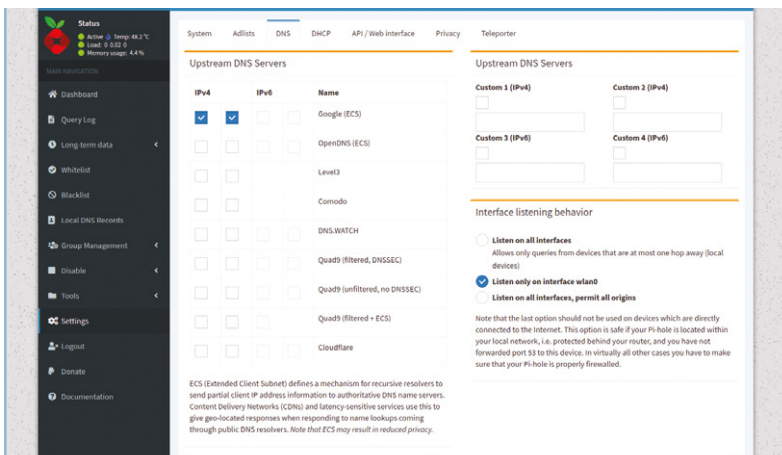 Status
Active Temp: 48.2 °C
Load: 0 0.02 0
Memory usage: 4.4 %
MAIN NAVIGATION
Dashboard
Query Log
Long-term data
Whitelist
Blacklist
Local DNS Records
Group Management
Disable
Tools
Settings
Logout
Donate
Documentation
System Adlists DNS DHCP API / Web interface Privacy Teleporter
Upstream DNS Servers
IPv4 IPv6 Name
Google (ECS)
OpenDNS (ECS)
Level3
Comodo
DNS.WATCH
Quad9 (filtered, DNSSEC)
Quad9 (unfiltered, no DNSSEC)
Quad9 (filtered + ECS)
Cloudflare
ECS (Extended Client Subnet) defines a mechanism for recursive resolvers to
send partial client IP address information to authoritative DNS name servers.
Content Delivery Networks (CDNs) and latency-sensitive services use this to
give geo-located responses when responding to name lookups coming
through public DNS resolvers. Note that ECS may result in reduced privacy.
Upstream DNS Servers
Custom 1 (IPv4) Custom 2 (IPv4)
Custom 3 (IPv6) Custom 4 (IPv6)
Interface listening behavior
Listen on all interfaces
Allows only queries from devices that are at most one hop away (local
devices)
Listen only on interface wlan0
Listen on all interfaces, permit all origins
Note that the last option should not be used on devices which are directly
connected to the Internet. This option is safe if your Pi-hole is located within
your local network, i.e. protected behind your router, and you have not
forwarded port 53 to this device. In virtually all other cases you have to make
sure that your Pi-hole is properly firewalled.